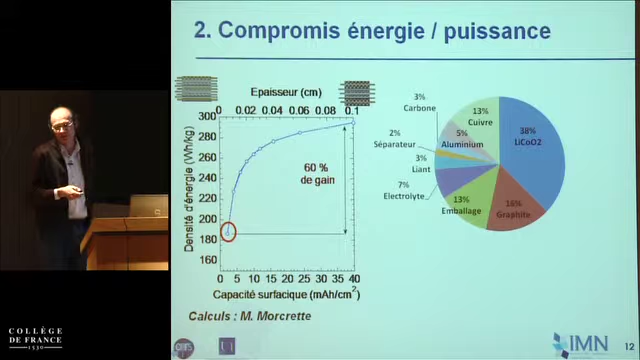 2. Compromis énergie / puissance
Epaisseur (cm)
0 0.02 0.04 0.06 0.08 0.1
300
280
260
240
220
200
180
160
Densité d'énergie (Wh/kg)
60 %
de gain
0 5 10 15 20 25 30 35 40
Capacité surfacique (mAh/cm²)
Calculs : M. Morcrette
3%
Carbone
13%
Cuivre
38%
LiCoO2
5%
Aluminium
2%
Séparateur
3%
Liant
7%
Electrolyte
13%
Emballage
16%
Graphite
COLLÈGE
DE FRANCE
1530
cnrs
IMN
12